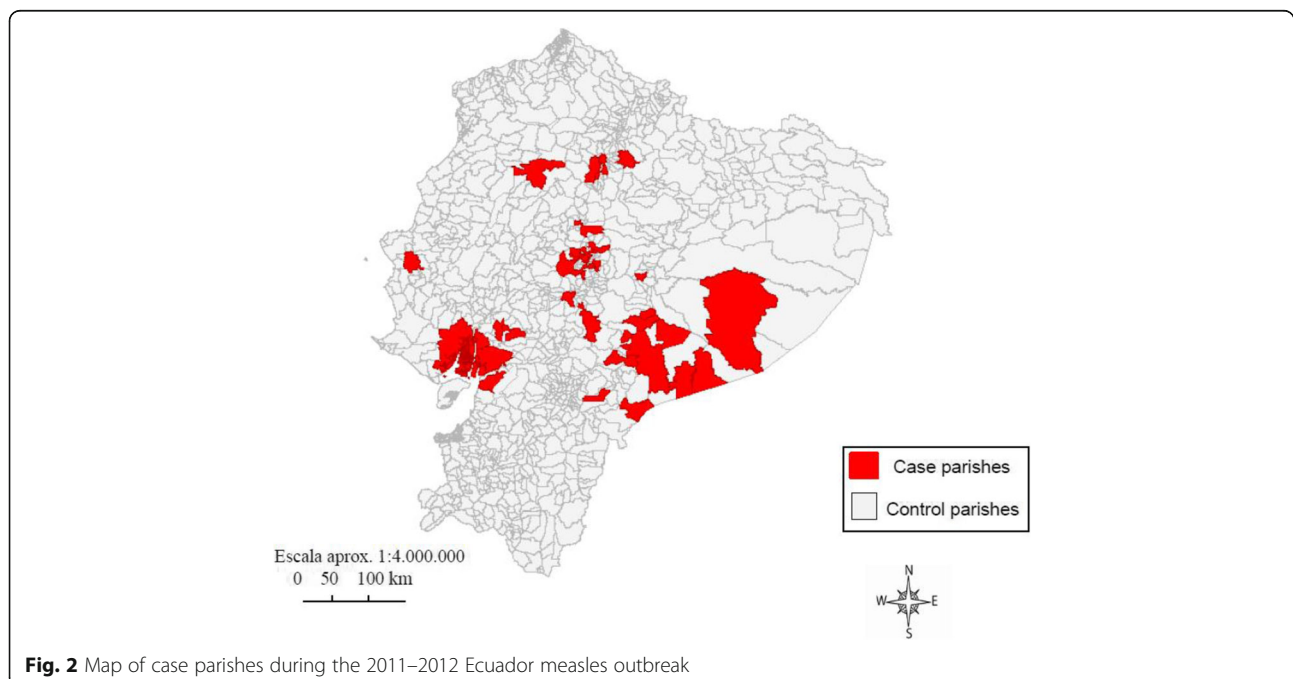 Case parishes
Control parishes
Escala aprox. 1:4.000.000
0 50 100 km
N
W E
S
Fig. 2 Map of case parishes during the 2011–2012 Ecuador measles outbreak